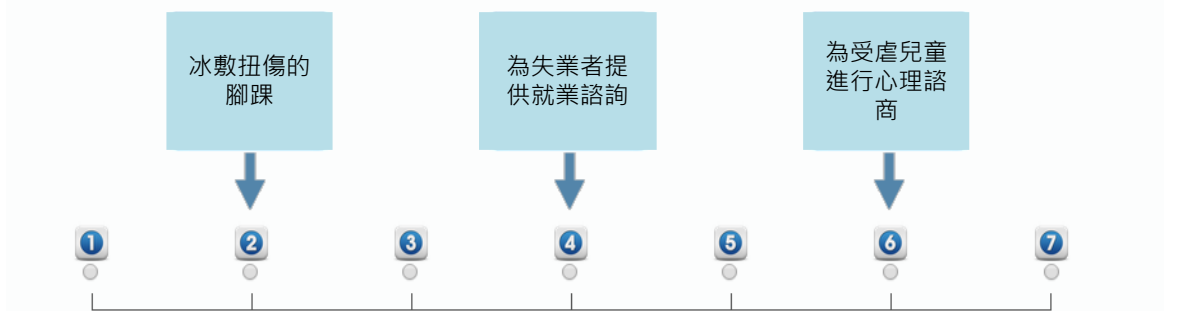 冰敷扭傷的
腳踝
為失業者提
供就業諮詢
為受虐兒童
進行心理諮
商
1 2 3 4 5 6 7